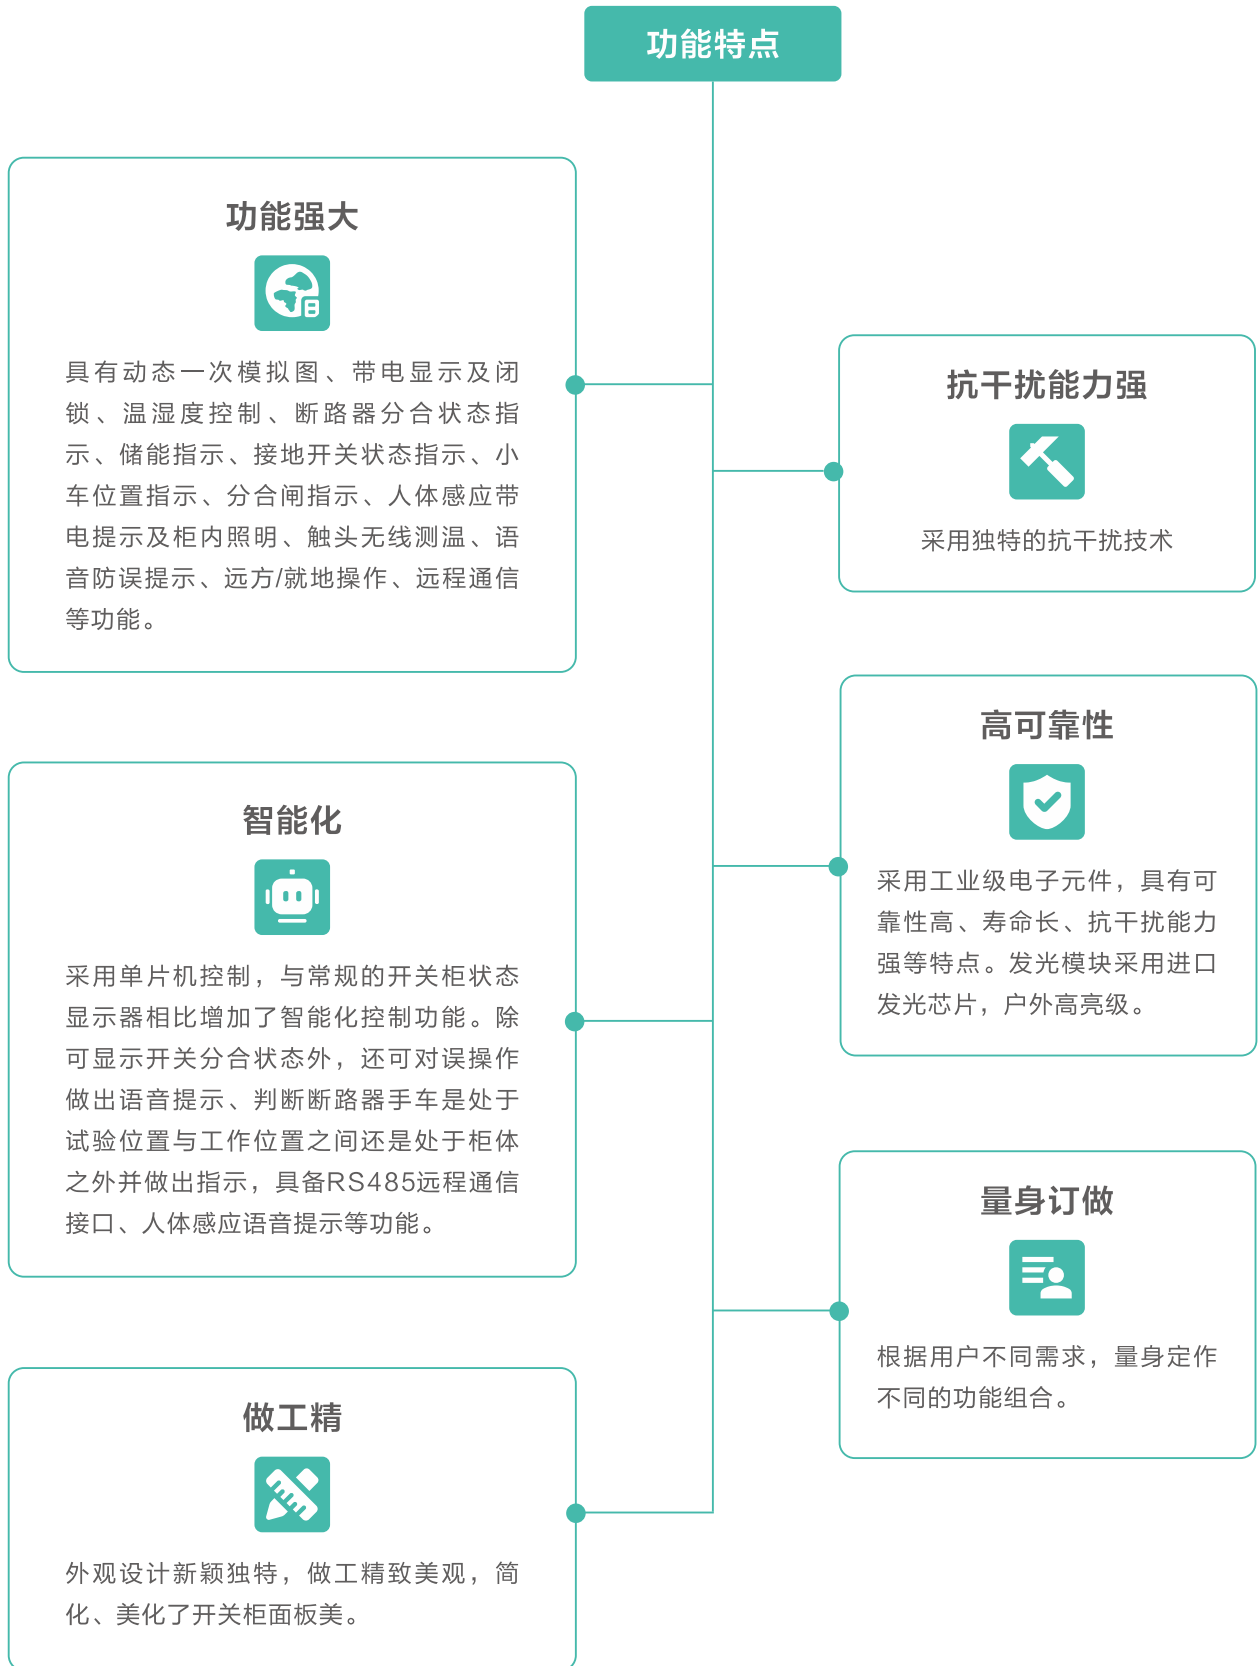 功能特点
功能强大
具有动态一次模拟图、带电显示及闭
锁、温湿度控制、断路器分合状态指
示、储能指示、接地开关状态指示、小
车位置指示、分合闸指示、人体感应带
电提示及柜内照明、触头无线测温、语
音防误提示、远方/就地操作、远程通信
等功能。
抗干扰能力强
采用独特的抗干扰技术
高可靠性
采用工业级电子元件，具有可
靠性高、寿命长、抗干扰能力
强等特点。发光模块采用进口
发光芯片，户外高亮级。
智能化
采用单片机控制，与常规的开关柜状态
显示器相比增加了智能化控制功能。除
可显示开关分合状态外，还可对误操作
做出语音提示、判断断路器手车是处于
试验位置与工作位置之间还是处于柜体
之外并做出指示，具备RS485远程通信
接口、人体感应语音提示等功能。
量身订做
根据用户不同需求，量身定作
不同的功能组合。
做工精
外观设计新颖独特，做工精致美观，简
化、美化了开关柜面板美。